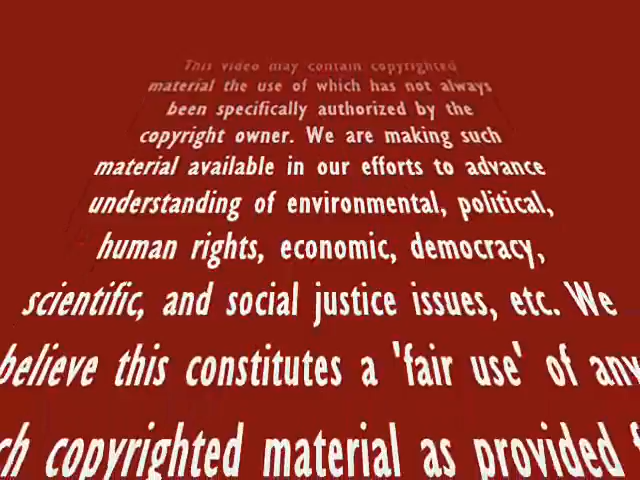 This video may contain copyrighted
material the use of which has not always
been specifically authorized by the
copyright owner. We are making such
material available in our efforts to advance
understanding of environmental, political,
human rights, economic, democracy,
scientific, and social justice issues, etc. We
believe this constitutes a 'fair use' of any
ch copyrighted material as provided f